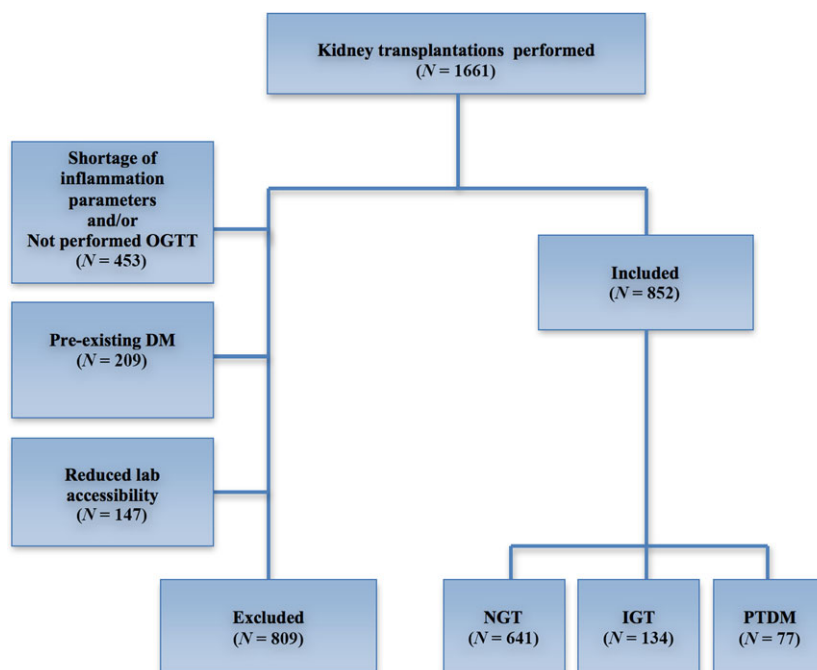 Kidney transplantations performed
(N = 1661)
Shortage of
inflammation
parameters
and/or
Not performed OGTT
(N = 453)
Included
(N = 852)
Pre-existing DM
(N = 209)
Reduced lab
accessibility
(N = 147)
Excluded
(N = 809)
NGT
(N = 641)
IGT
(N = 134)
PTDM
(N = 77)